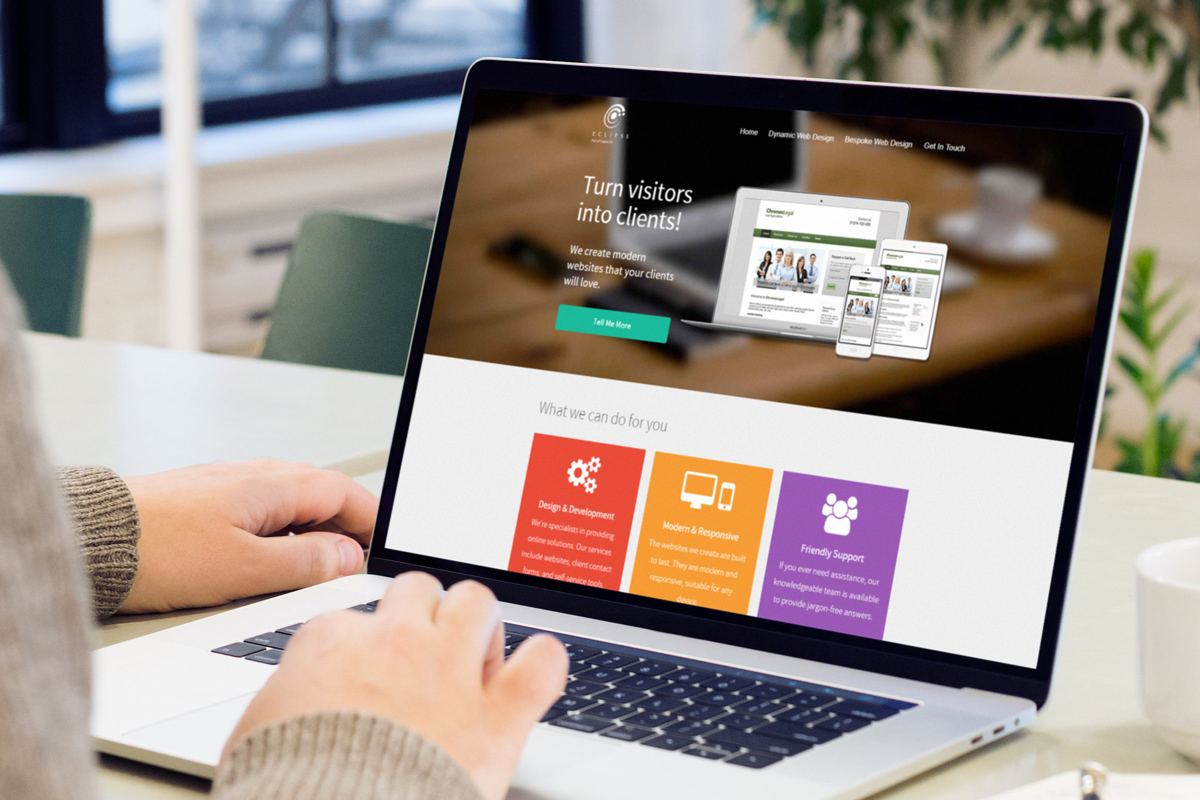 ECLIPSE
Home Dynamic Web Design Bespoke Web Design Get In Touch
Turn visitors
into clients!
We create modern
websites that your clients
will love.
Tell Me More
ChromeLegal
What we can do for you
Design & Development
We're specialists in providing
online solutions. Our services
include websites, client contact
forms, and self-service tools
Modern & Responsive
The websites we create are built
to last. They are modern and
responsive, suitable for any
device.
Friendly Support
If you ever need assistance, our
knowledgeable team is available
to provide jargon-free answers.